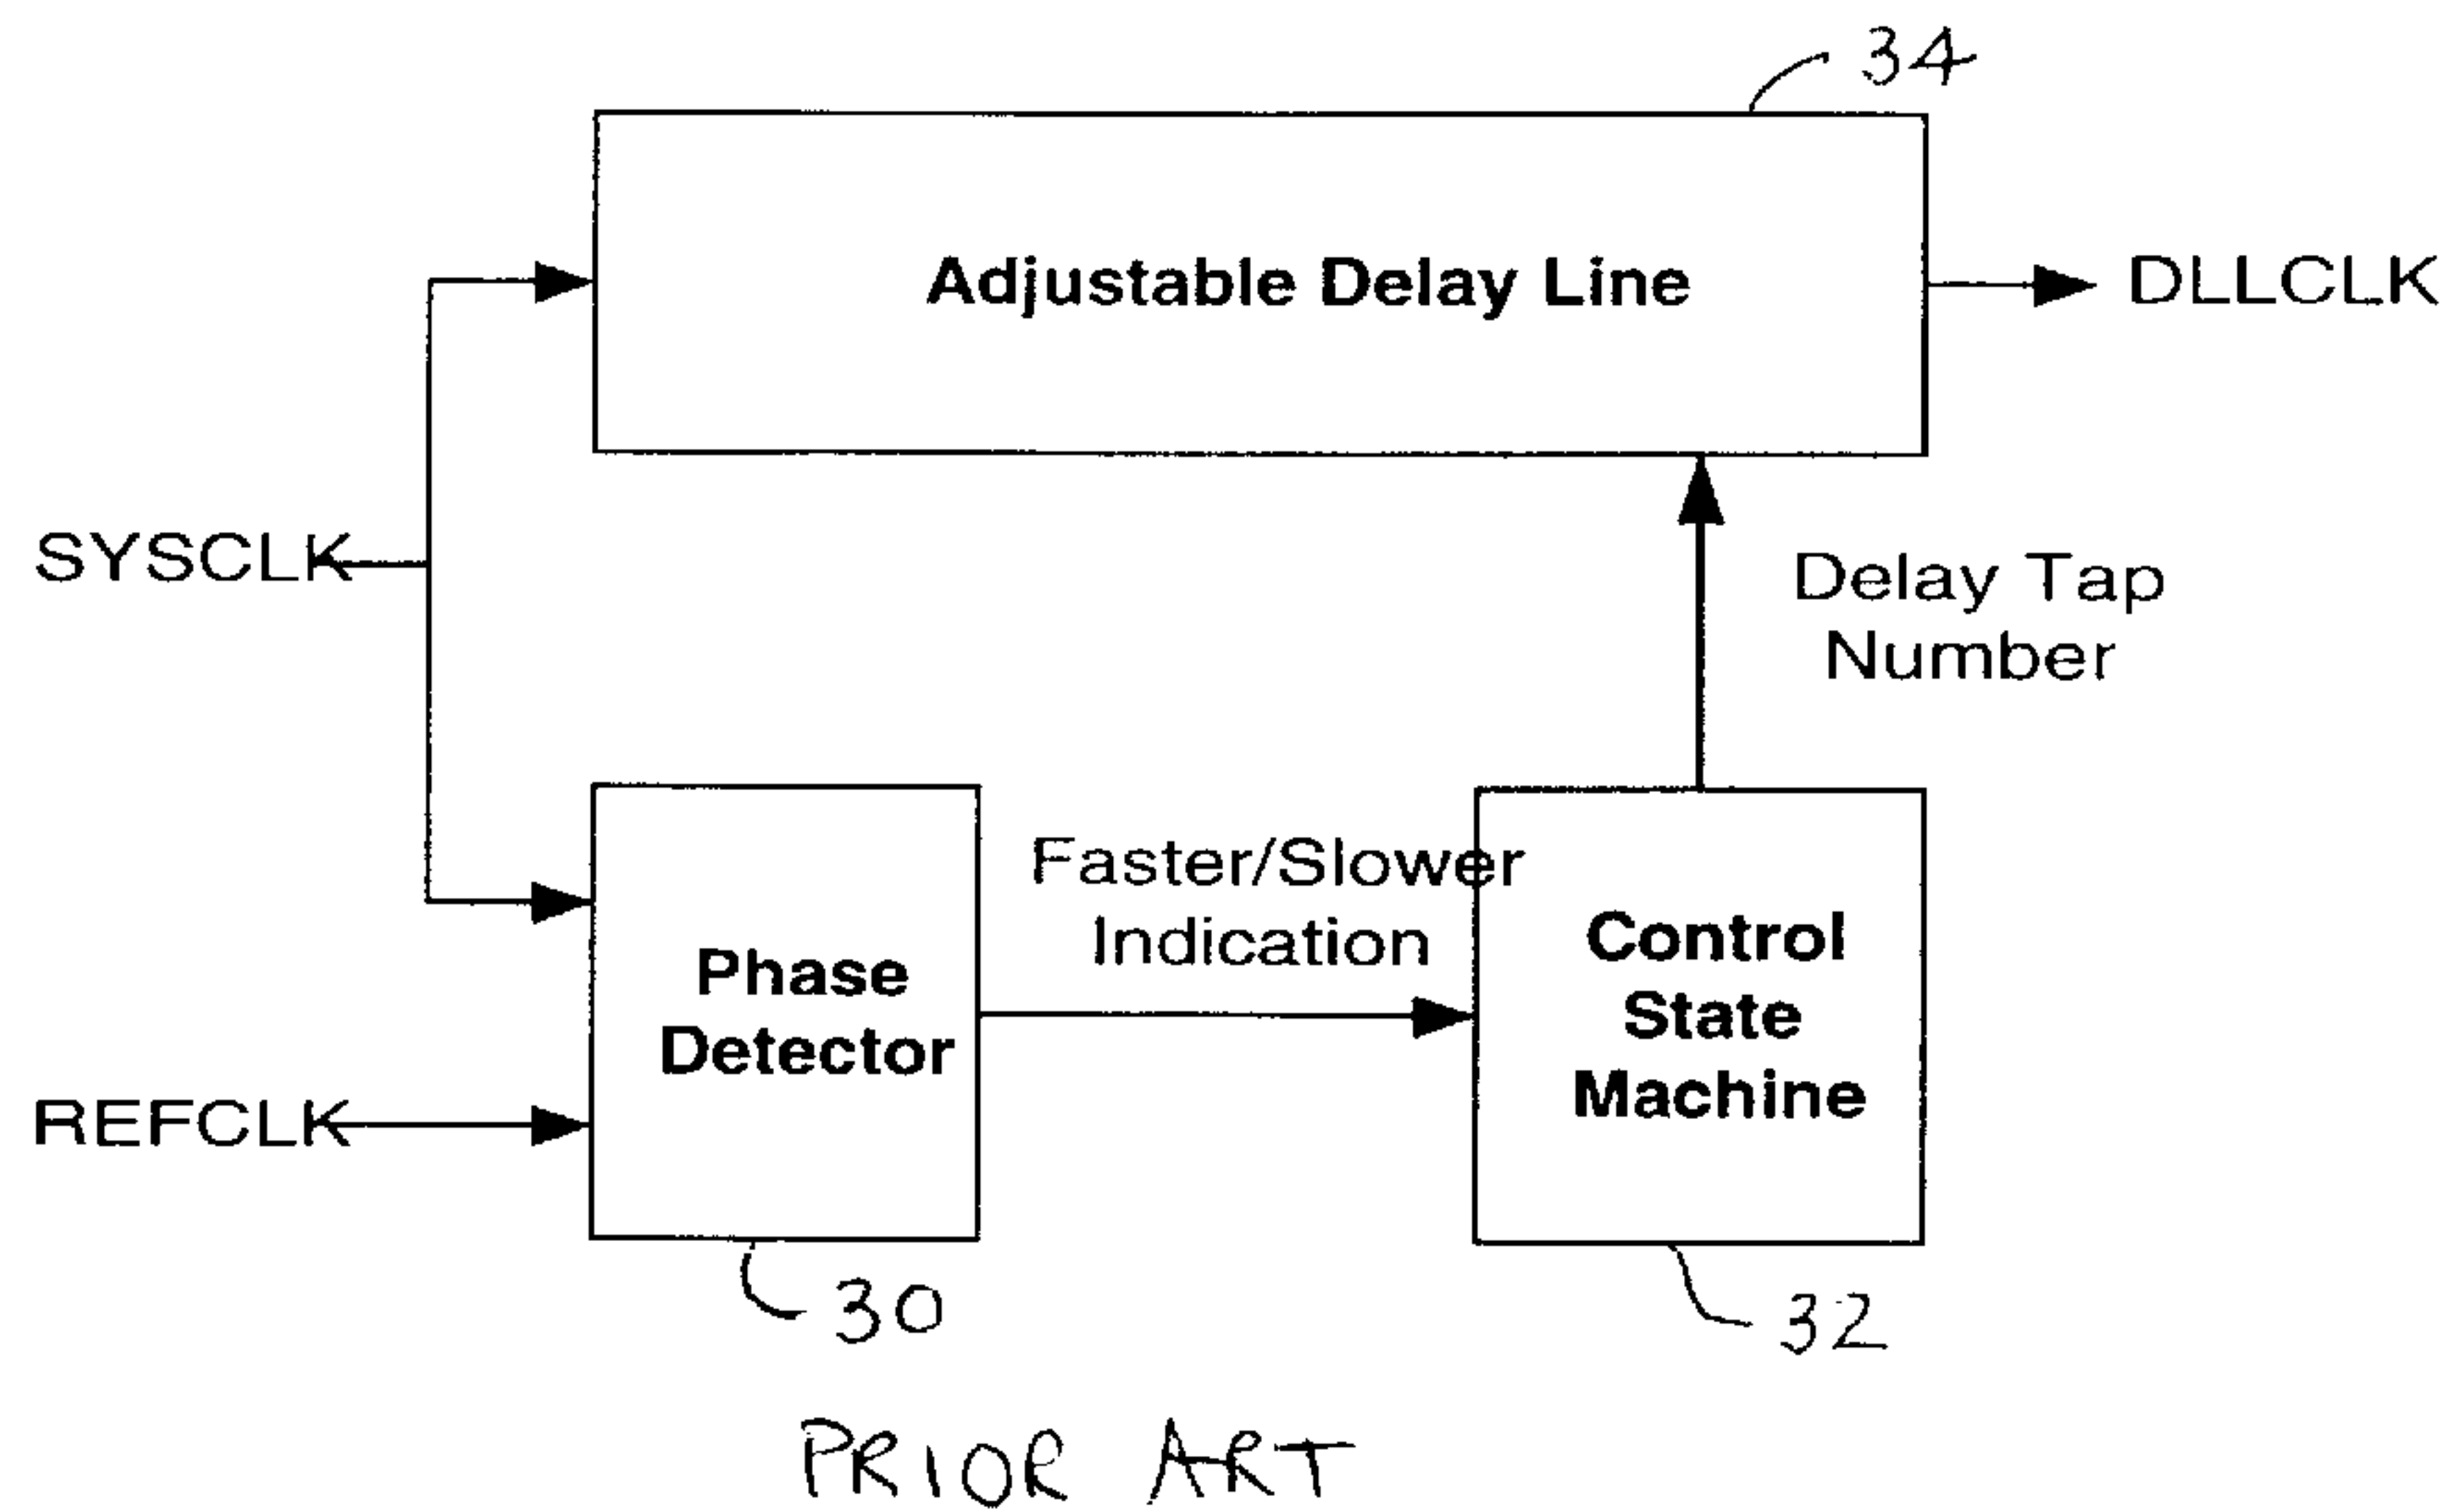 34
Adjustable Delay Line
DLLCLK
SYSCLK
Delay Tap
Number
Faster/Slower
Indication
Phase
Detector
Control
State
Machine
REFCLK
30
32
PRIOR ART